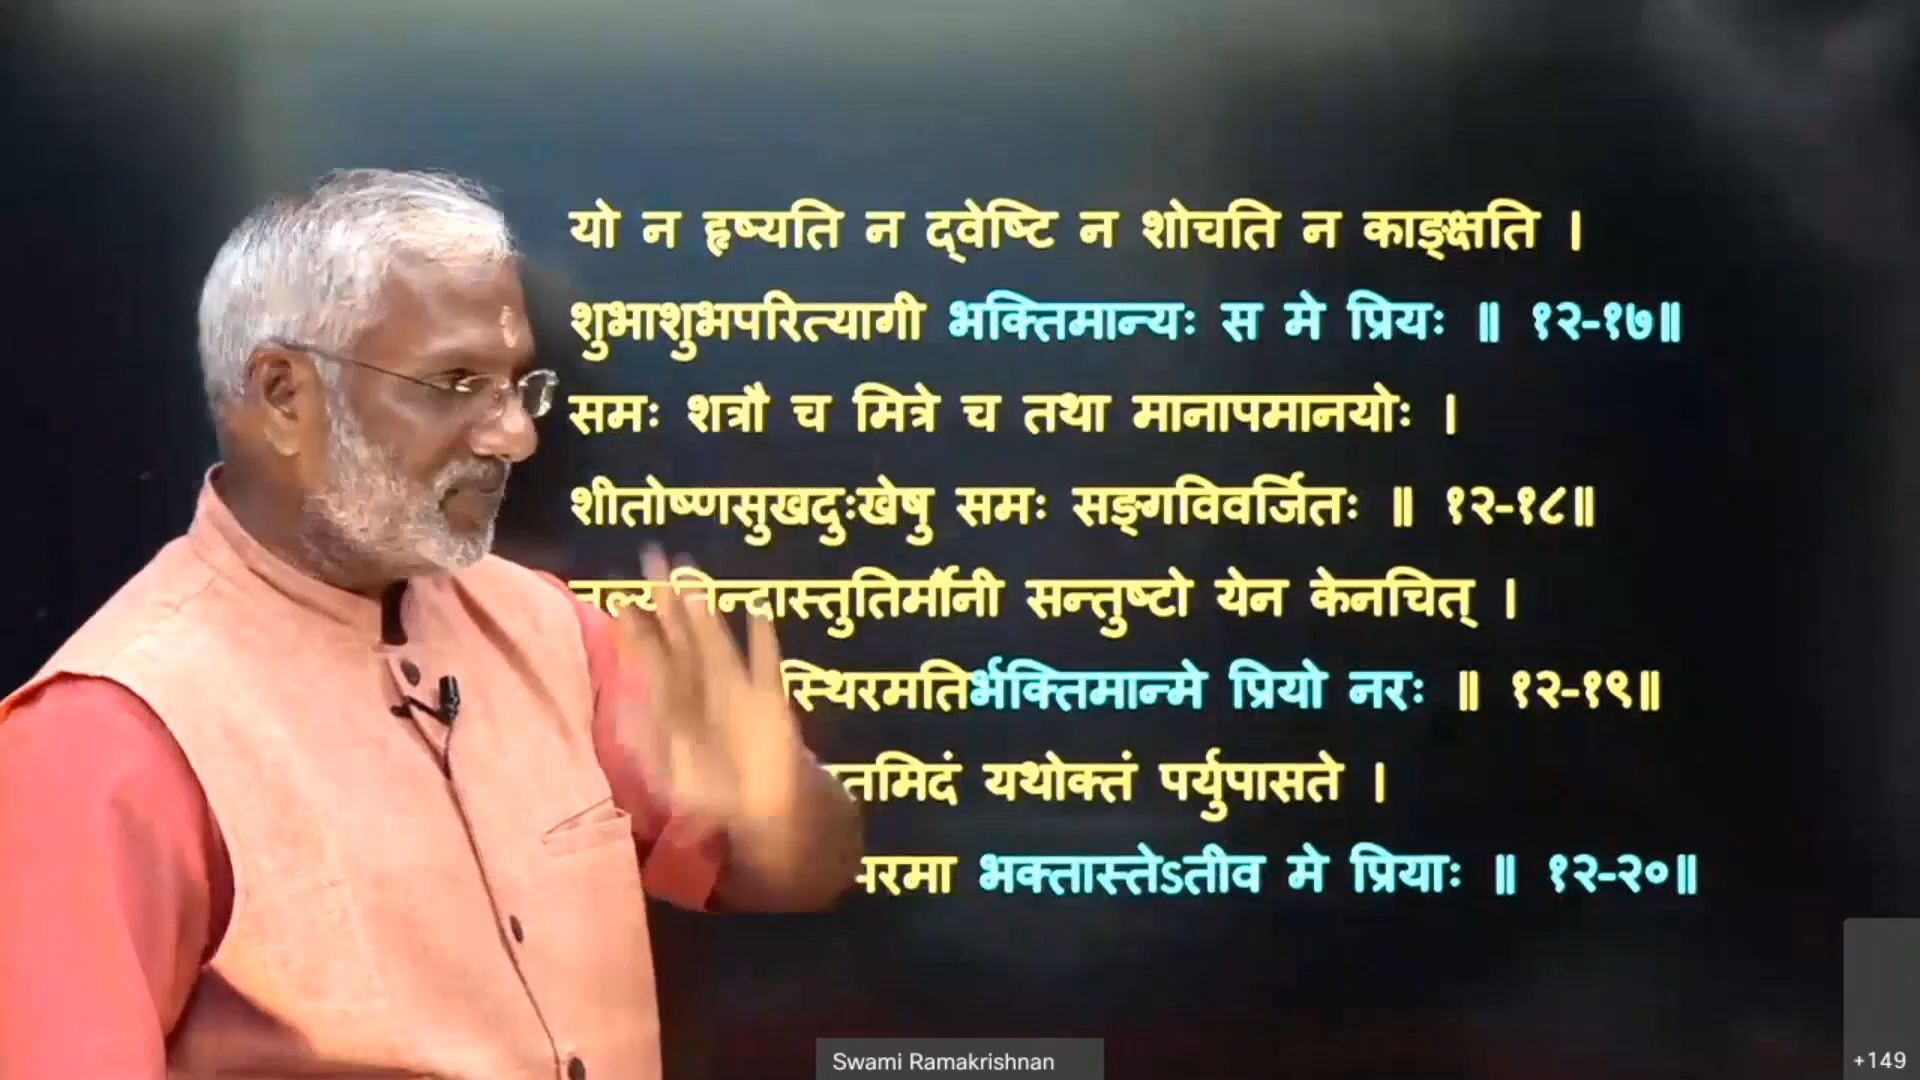 यो न हृष्यति न द्वेष्टि न शोचति न काङ्क्षति ।
शुभाशुभपरित्यागी भक्तिमान्यः स मे प्रियः ॥ १२-१७॥
समः शत्रौ च मित्रे च तथा मानापमानयोः ।
शीतोष्णसुखदुःखेषु समः सङ्गविवर्जितः ॥ १२-१८॥
सन्तुष्टो येन केनचित् ।
स्थिरमतिर्भक्तिमान्मे प्रियो नरः ॥ १२-१९॥
यथोक्तं पर्युपासते ।
भक्तास्तेऽतीव मे प्रियाः ॥ १२-२०॥
Swami Ramakrishnan
+149